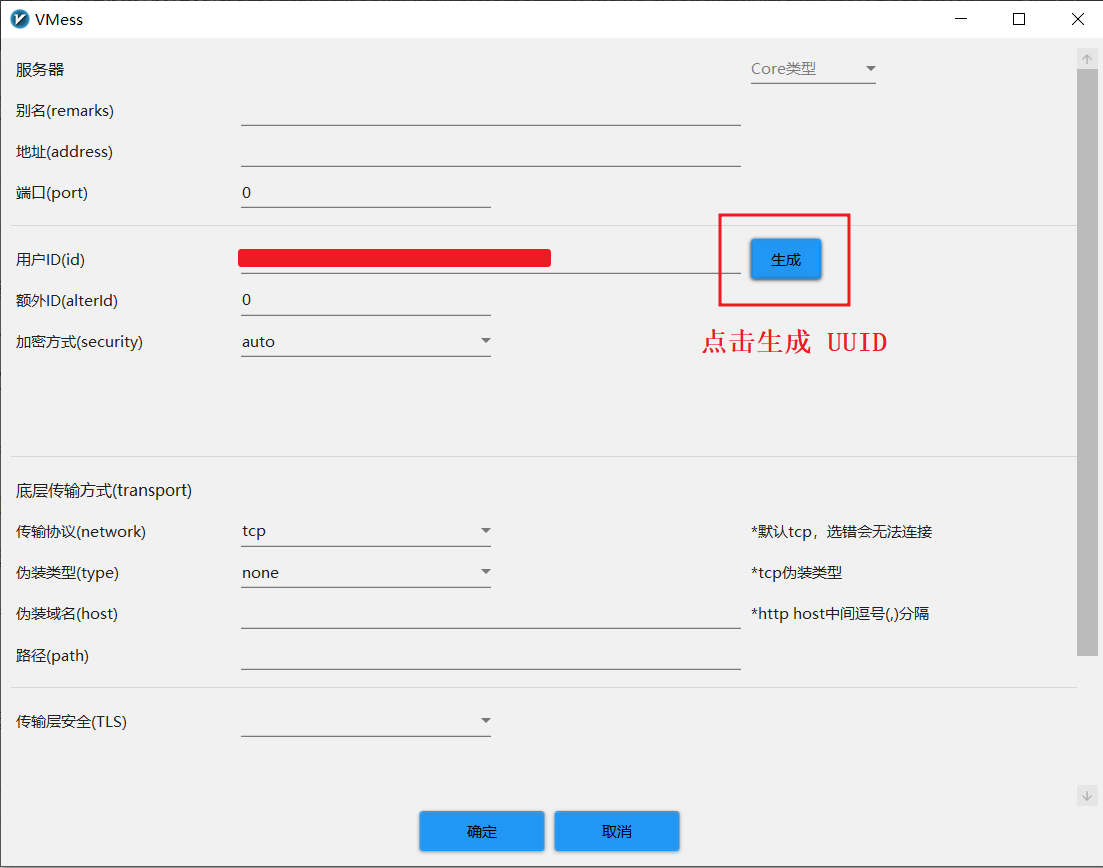 VMess
服务器 Core类型
别名(remarks)
地址(address)
端口(port) 0
用户ID(id) 生成
额外ID(alterId) 0
加密方式(security) auto 点击生成 UUID
底层传输方式(transport)
传输协议(network) tcp *默认tcp，选错会无法连接
伪装类型(type) none *tcp伪装类型
伪装域名(host) *http host中间逗号(,)分隔
路径(path)
传输层安全(TLS)
确定 取消